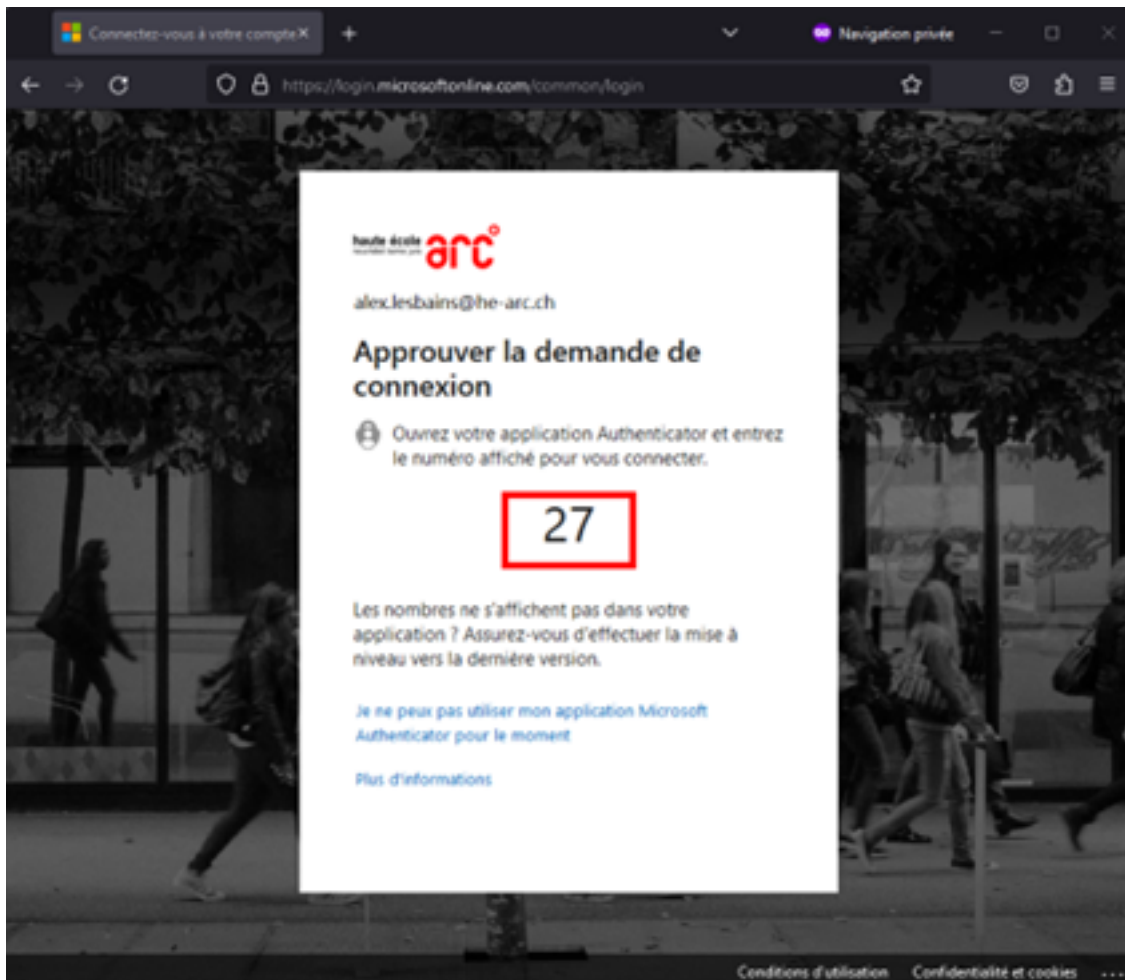 Connectez-vous à votre compte
Navigation privée
https://login.microsoftonline.com/common/login
haute école arc
alex.lesbains@he-arc.ch
Approuver la demande de
connexion
Ouvrez votre application Authenticator et entrez
le numéro affiché pour vous connecter.
27
Les nombres ne s'affichent pas dans votre
application ? Assurez-vous d'effectuer la mise à
niveau vers la dernière version.
Je ne peux pas utiliser mon application Microsoft
Authenticator pour le moment
Plus d'informations
Conditions d'utilisation Confidentialité et cookies ...